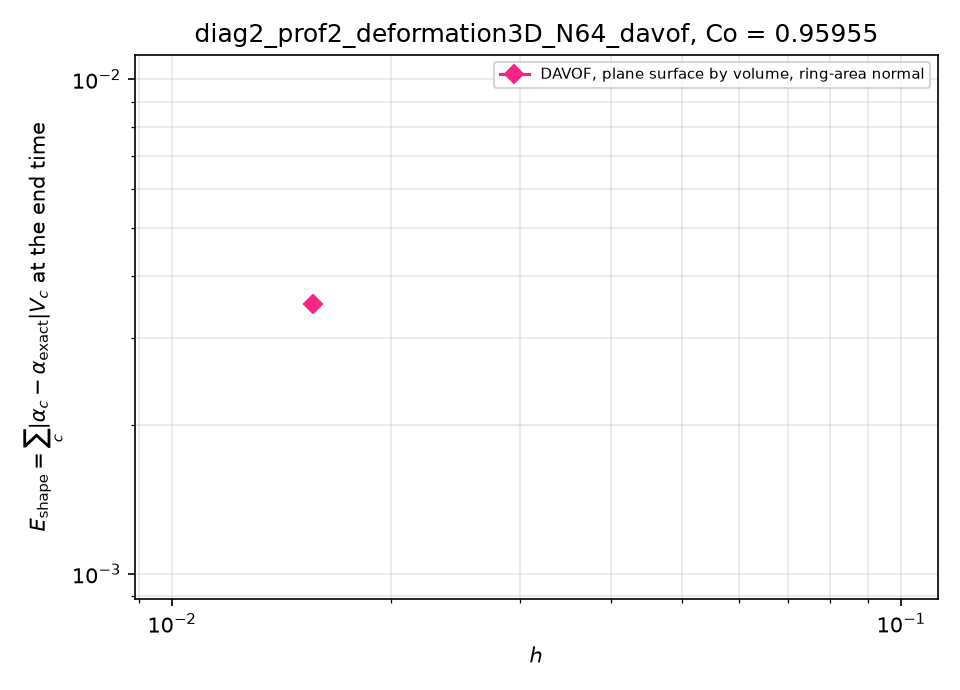 diag2_prof2_deformation3D_N64_davof, Co = 0.95955
DAVOF, plane surface by volume, ring-area normal
E_shape = ∑_c |α_c − α_exact|V_c at the end time
10⁻²
10⁻³
10⁻²
10⁻¹
h